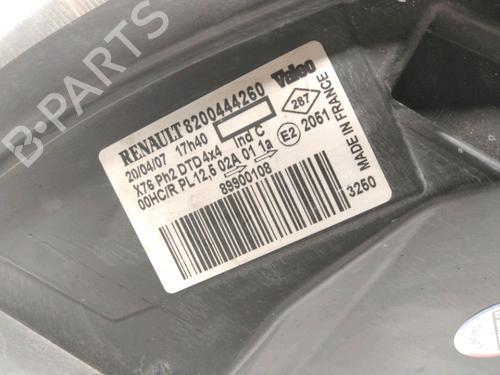 B-PARTS
RENAULT 8200444260
Valeo
20/04/07 17h40
X76 Ph2 DTD 4x4 Ind C
287
00HC/R PL 12.5 02A 01 1a
E2 2051
89900108
MADE IN FRANCE
3260